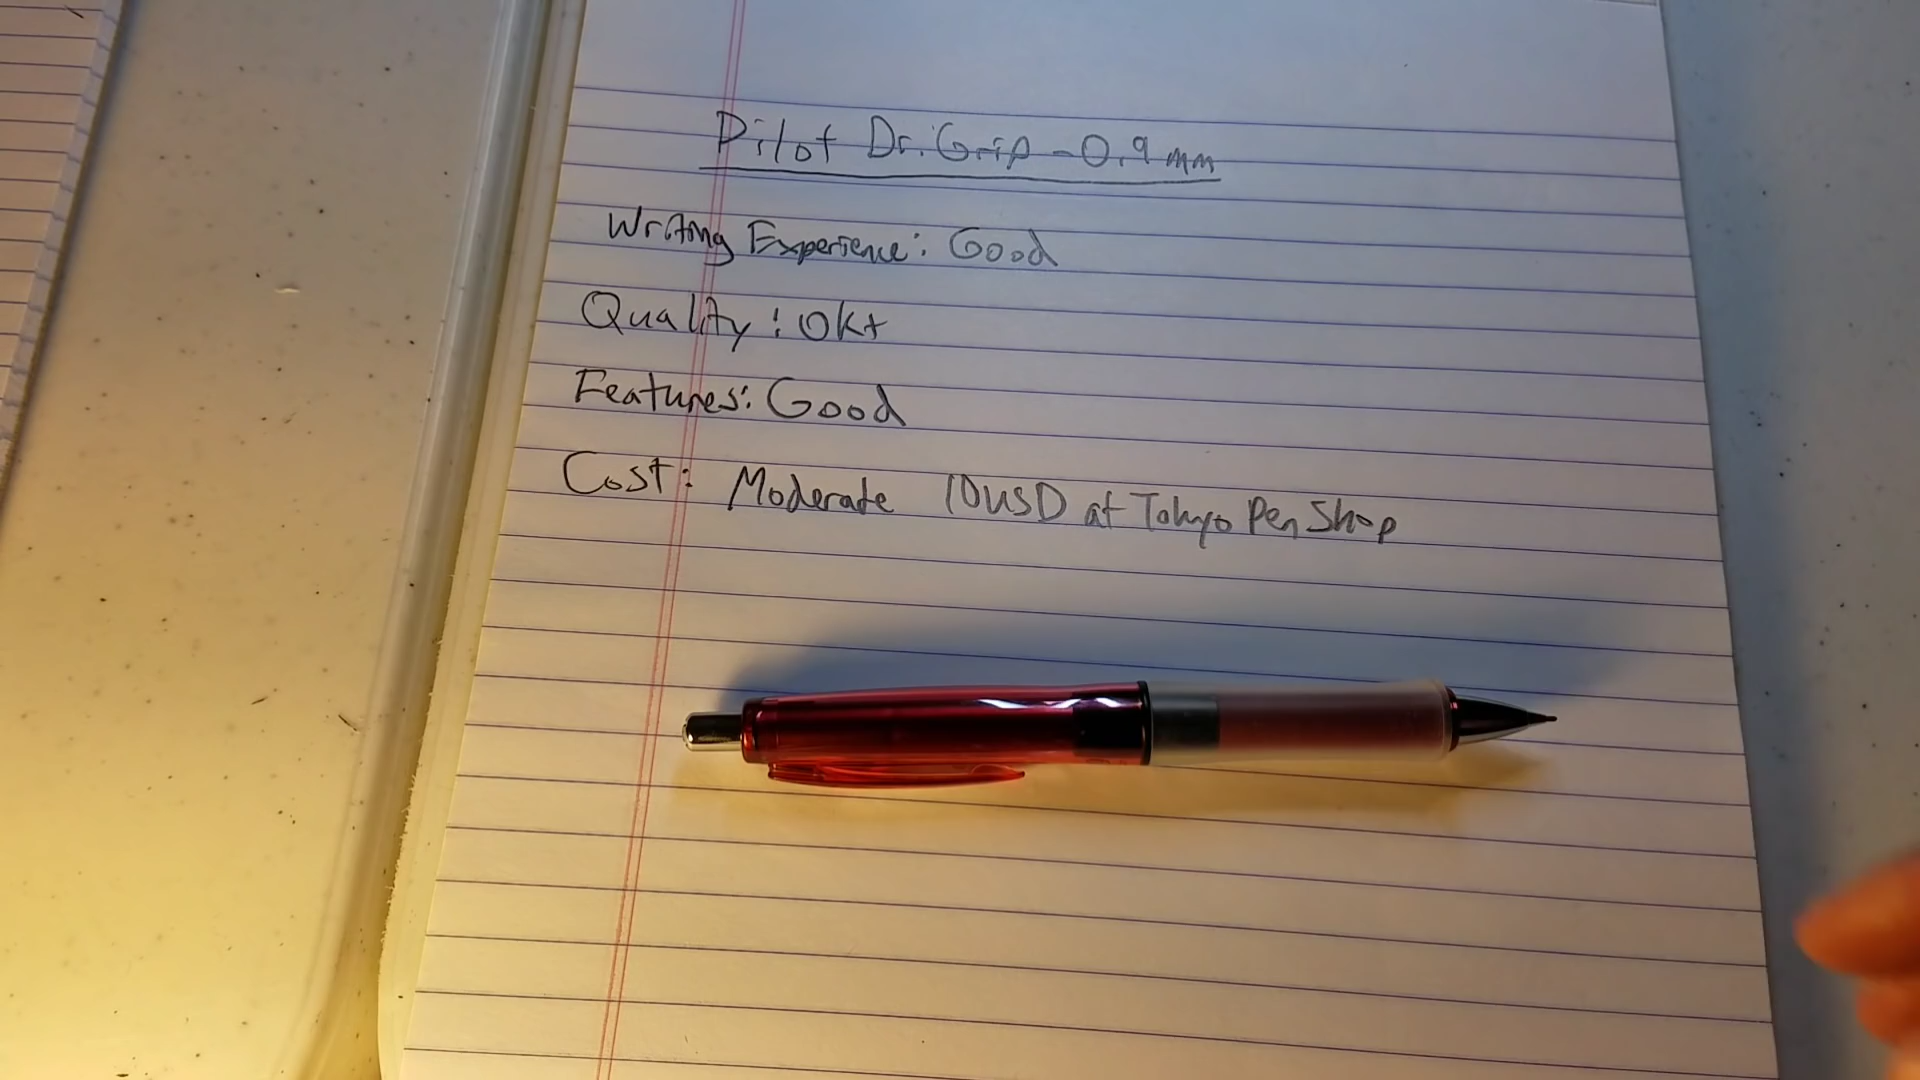 Pilot Dr. Grip - 0.9 mm
Writing Experience: Good
Quality: OK+
Features: Good
Cost: Moderate 10USD at Tokyo Pen Shop